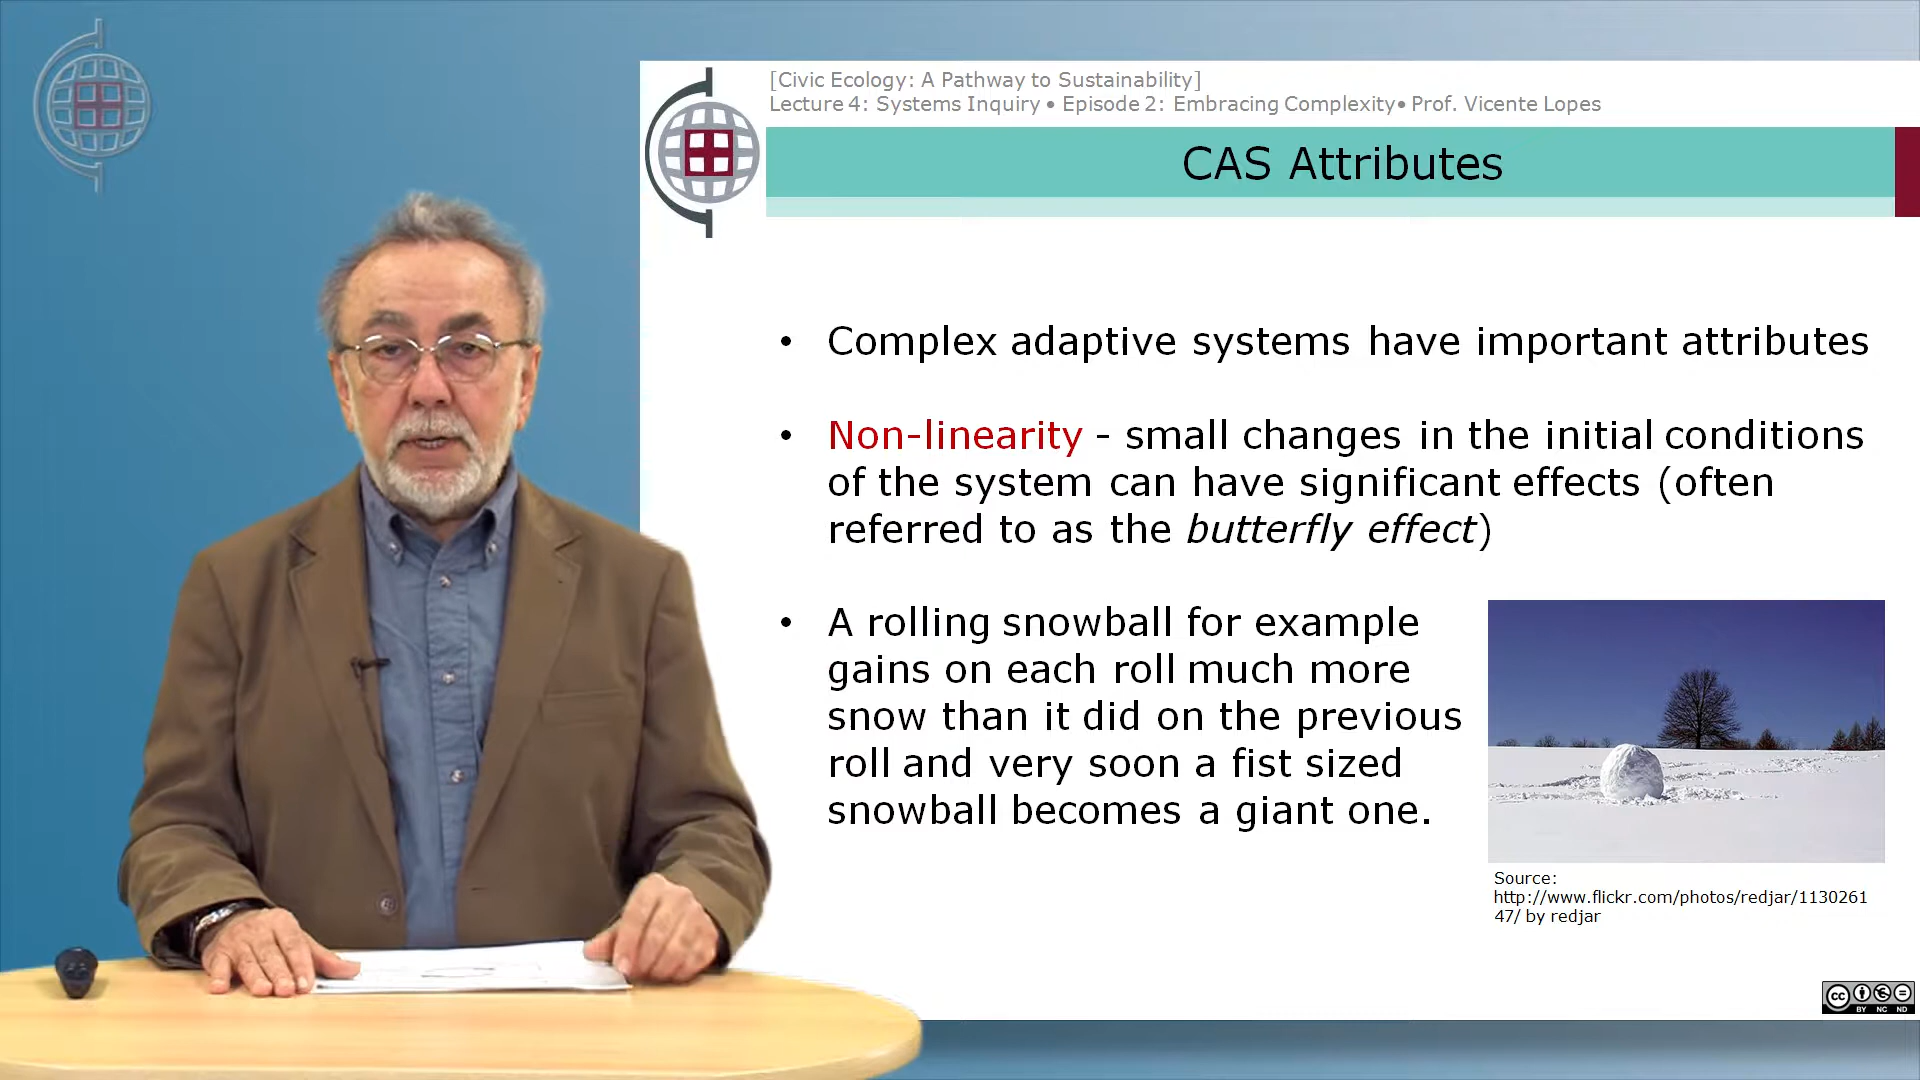 [Civic Ecology: A Pathway to Sustainability]
Lecture 4: Systems Inquiry • Episode 2: Embracing Complexity• Prof. Vicente Lopes
CAS Attributes
• Complex adaptive systems have important attributes
• Non-linearity - small changes in the initial conditions
of the system can have significant effects (often
referred to as the butterfly effect)
• A rolling snowball for example
gains on each roll much more
snow than it did on the previous
roll and very soon a fist sized
snowball becomes a giant one.
Source:
http://www.flickr.com/photos/redjar/1130261
47/ by redjar
cc
BY NC ND